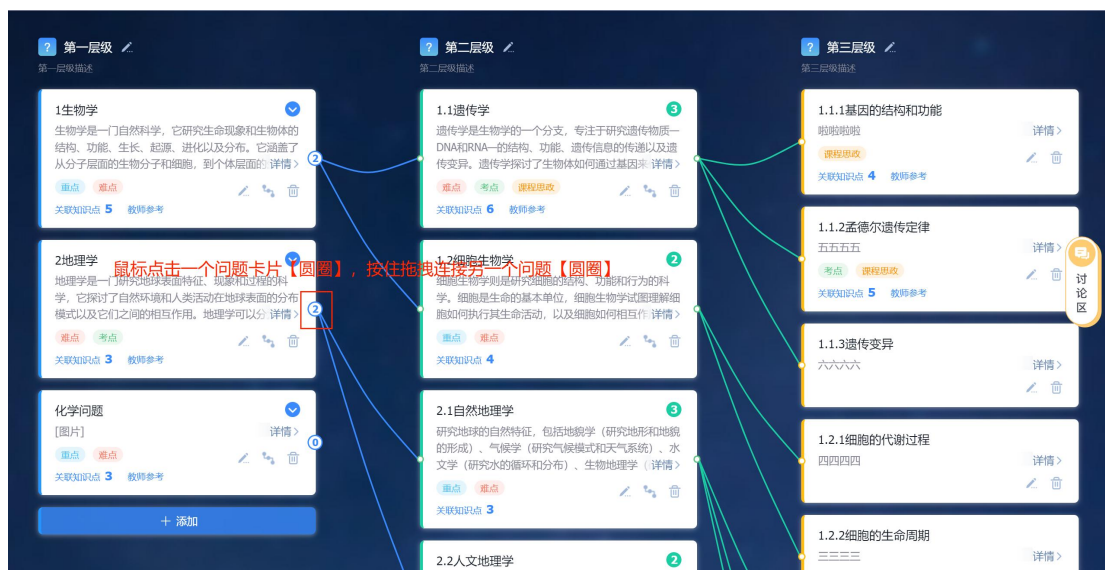 第一层级
第一层级描述
1生物学
生物学是一门自然科学，它研究生命现象和生物体的
结构、功能、生长、起源、进化以及分布。它涵盖了
从分子层面的生物分子和细胞，到个体层面的 详情>
2
重点 难点
关联知识点 5 教师参考
2地理学
地理学是一门研究地球表面特征、现象和过程的科
学，它探讨了自然环境和人类活动在地球表面的分布
模式以及它们之间的相互作用。地理学可以分 详情>
2
难点 考点
关联知识点 3 教师参考
鼠标点击一个问题卡片【圆圈】，按住拖拽连接另一个问题【圆圈】
化学问题
[图片] 详情>
0
重点 难点
关联知识点 3 教师参考
+ 添加
第二层级
第二层级描述
1.1遗传学 3
遗传学是生物学的一个分支，专注于研究遗传物质—
DNA和RNA—的结构、功能、遗传信息的传递以及遗
传变异。遗传学探讨了生物体如何通过基因来 详情>
难点 考点 课程思政
关联知识点 6 教师参考
1.2细胞生物学 2
细胞生物学则是研究细胞的结构、功能和行为的科
学。细胞是生命的基本单位，细胞生物学试图理解细
胞如何执行其生命活动，以及细胞如何相互作 详情>
重点 难点
关联知识点 4
2.1自然地理学 3
研究地球的自然特征，包括地貌学（研究地形和地貌
的形成）、气候学（研究气候模式和天气系统）、水
文学（研究水的循环和分布）、生物地理学（ 详情>
重点 难点
关联知识点 3
2.2人文地理学 2
第三层级
第三层级描述
1.1.1基因的结构和功能
啦啦啦啦 详情>
课程思政
关联知识点 4 教师参考
1.1.2孟德尔遗传定律
五五五五 详情>
考点 课程思政
关联知识点 5 教师参考
1.1.3遗传变异
六六六六 详情>
1.2.1细胞的代谢过程
四四四四 详情>
1.2.2细胞的生命周期
三三三三 详情>
讨
论
区